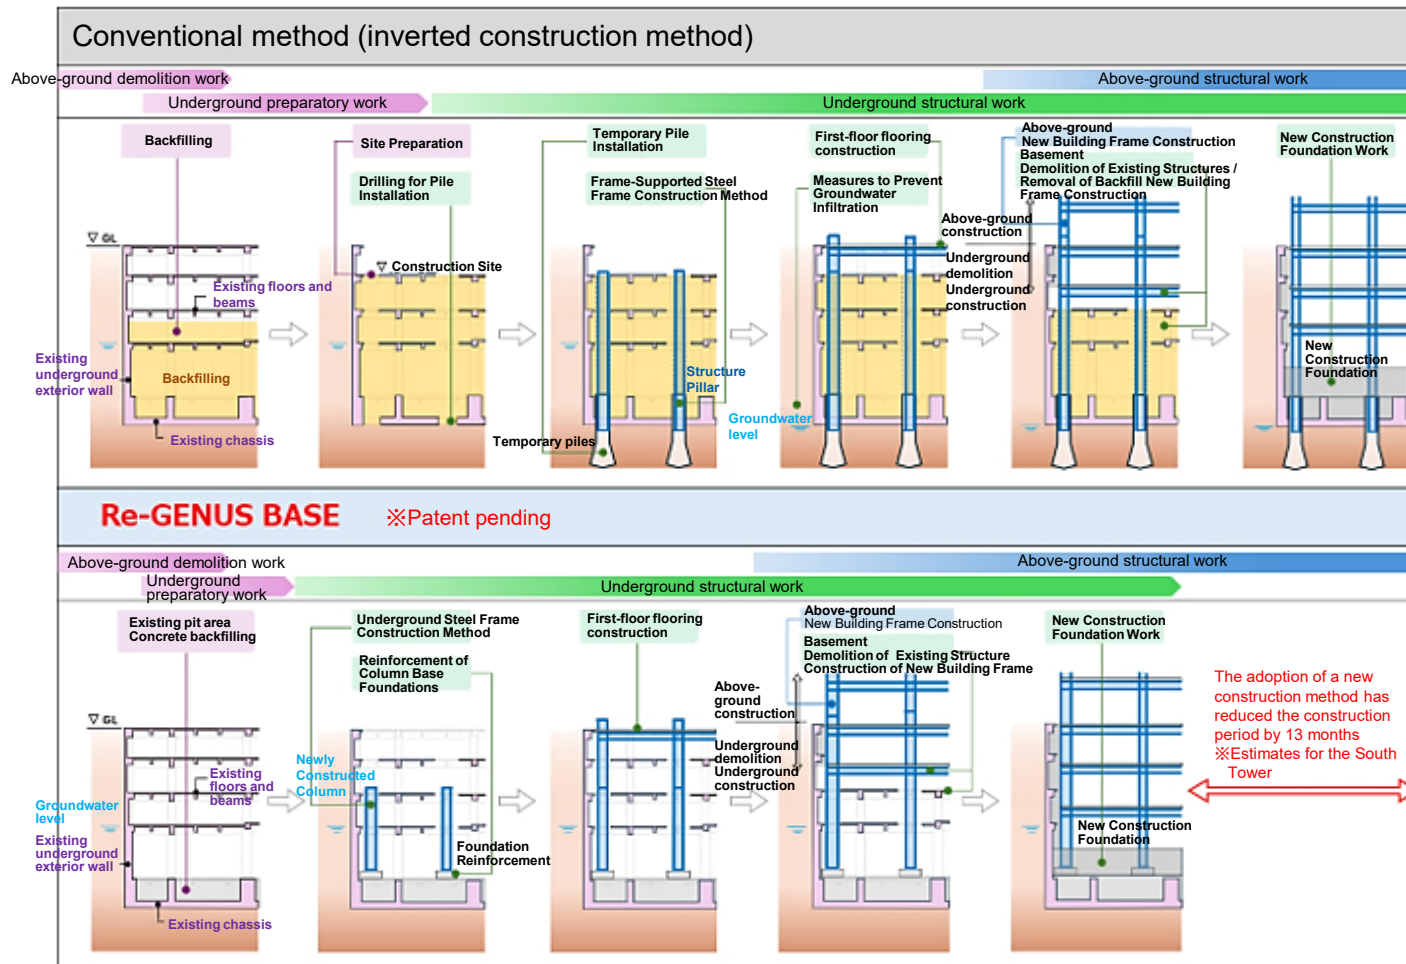 Conventional method (inverted construction method)
Above-ground demolition work
Above-ground structural work
Underground preparatory work
Underground structural work
Backfilling
Site Preparation
Drilling for Pile
Installation
Temporary Pile
Installation
Frame-Supported Steel
Frame Construction Method
First-floor flooring
construction
Measures to Prevent
Groundwater
Infiltration
Above-ground
New Building Frame Construction
Basement
Demolition of Existing Structures /
Removal of Backfill New Building
Frame Construction
New Construction
Foundation Work
Above-ground
construction
Underground
demolition
Underground
construction
▽ GL
▽ Construction Site
Existing floors and
beams
Existing
underground
exterior wall
Backfilling
Existing chassis
Temporary piles
Structure
Pillar
Groundwater
level
New
Construction
Foundation
Re-GENUS BASE
※Patent pending
Above-ground demolition work
Above-ground structural work
Underground
preparatory work
Underground structural work
Existing pit area
Concrete backfilling
Underground Steel Frame
Construction Method
Reinforcement of
Column Base
Foundations
First-floor flooring
construction
Above-ground
New Building Frame Construction
Basement
Demolition of Existing Structure
Construction of New Building Frame
New Construction
Foundation Work
Above-
ground
construction
Underground
demolition
Underground
construction
▽ GL
Existing
floors and
beams
Groundwater
level
Existing
underground
exterior wall
Existing chassis
Newly
Constructed
Column
Foundation
Reinforcement
New Construction
Foundation
The adoption of a new
construction method has
reduced the construction
period by 13 months
※Estimates for the South
Tower